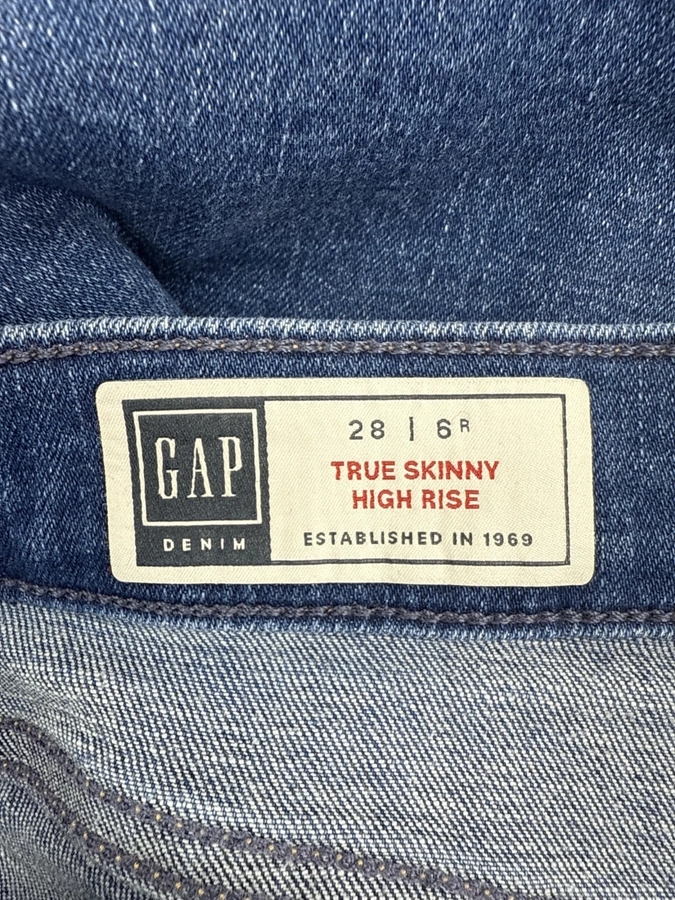 GAP
DENIM
28 | 6R
TRUE SKINNY
HIGH RISE
ESTABLISHED IN 1969